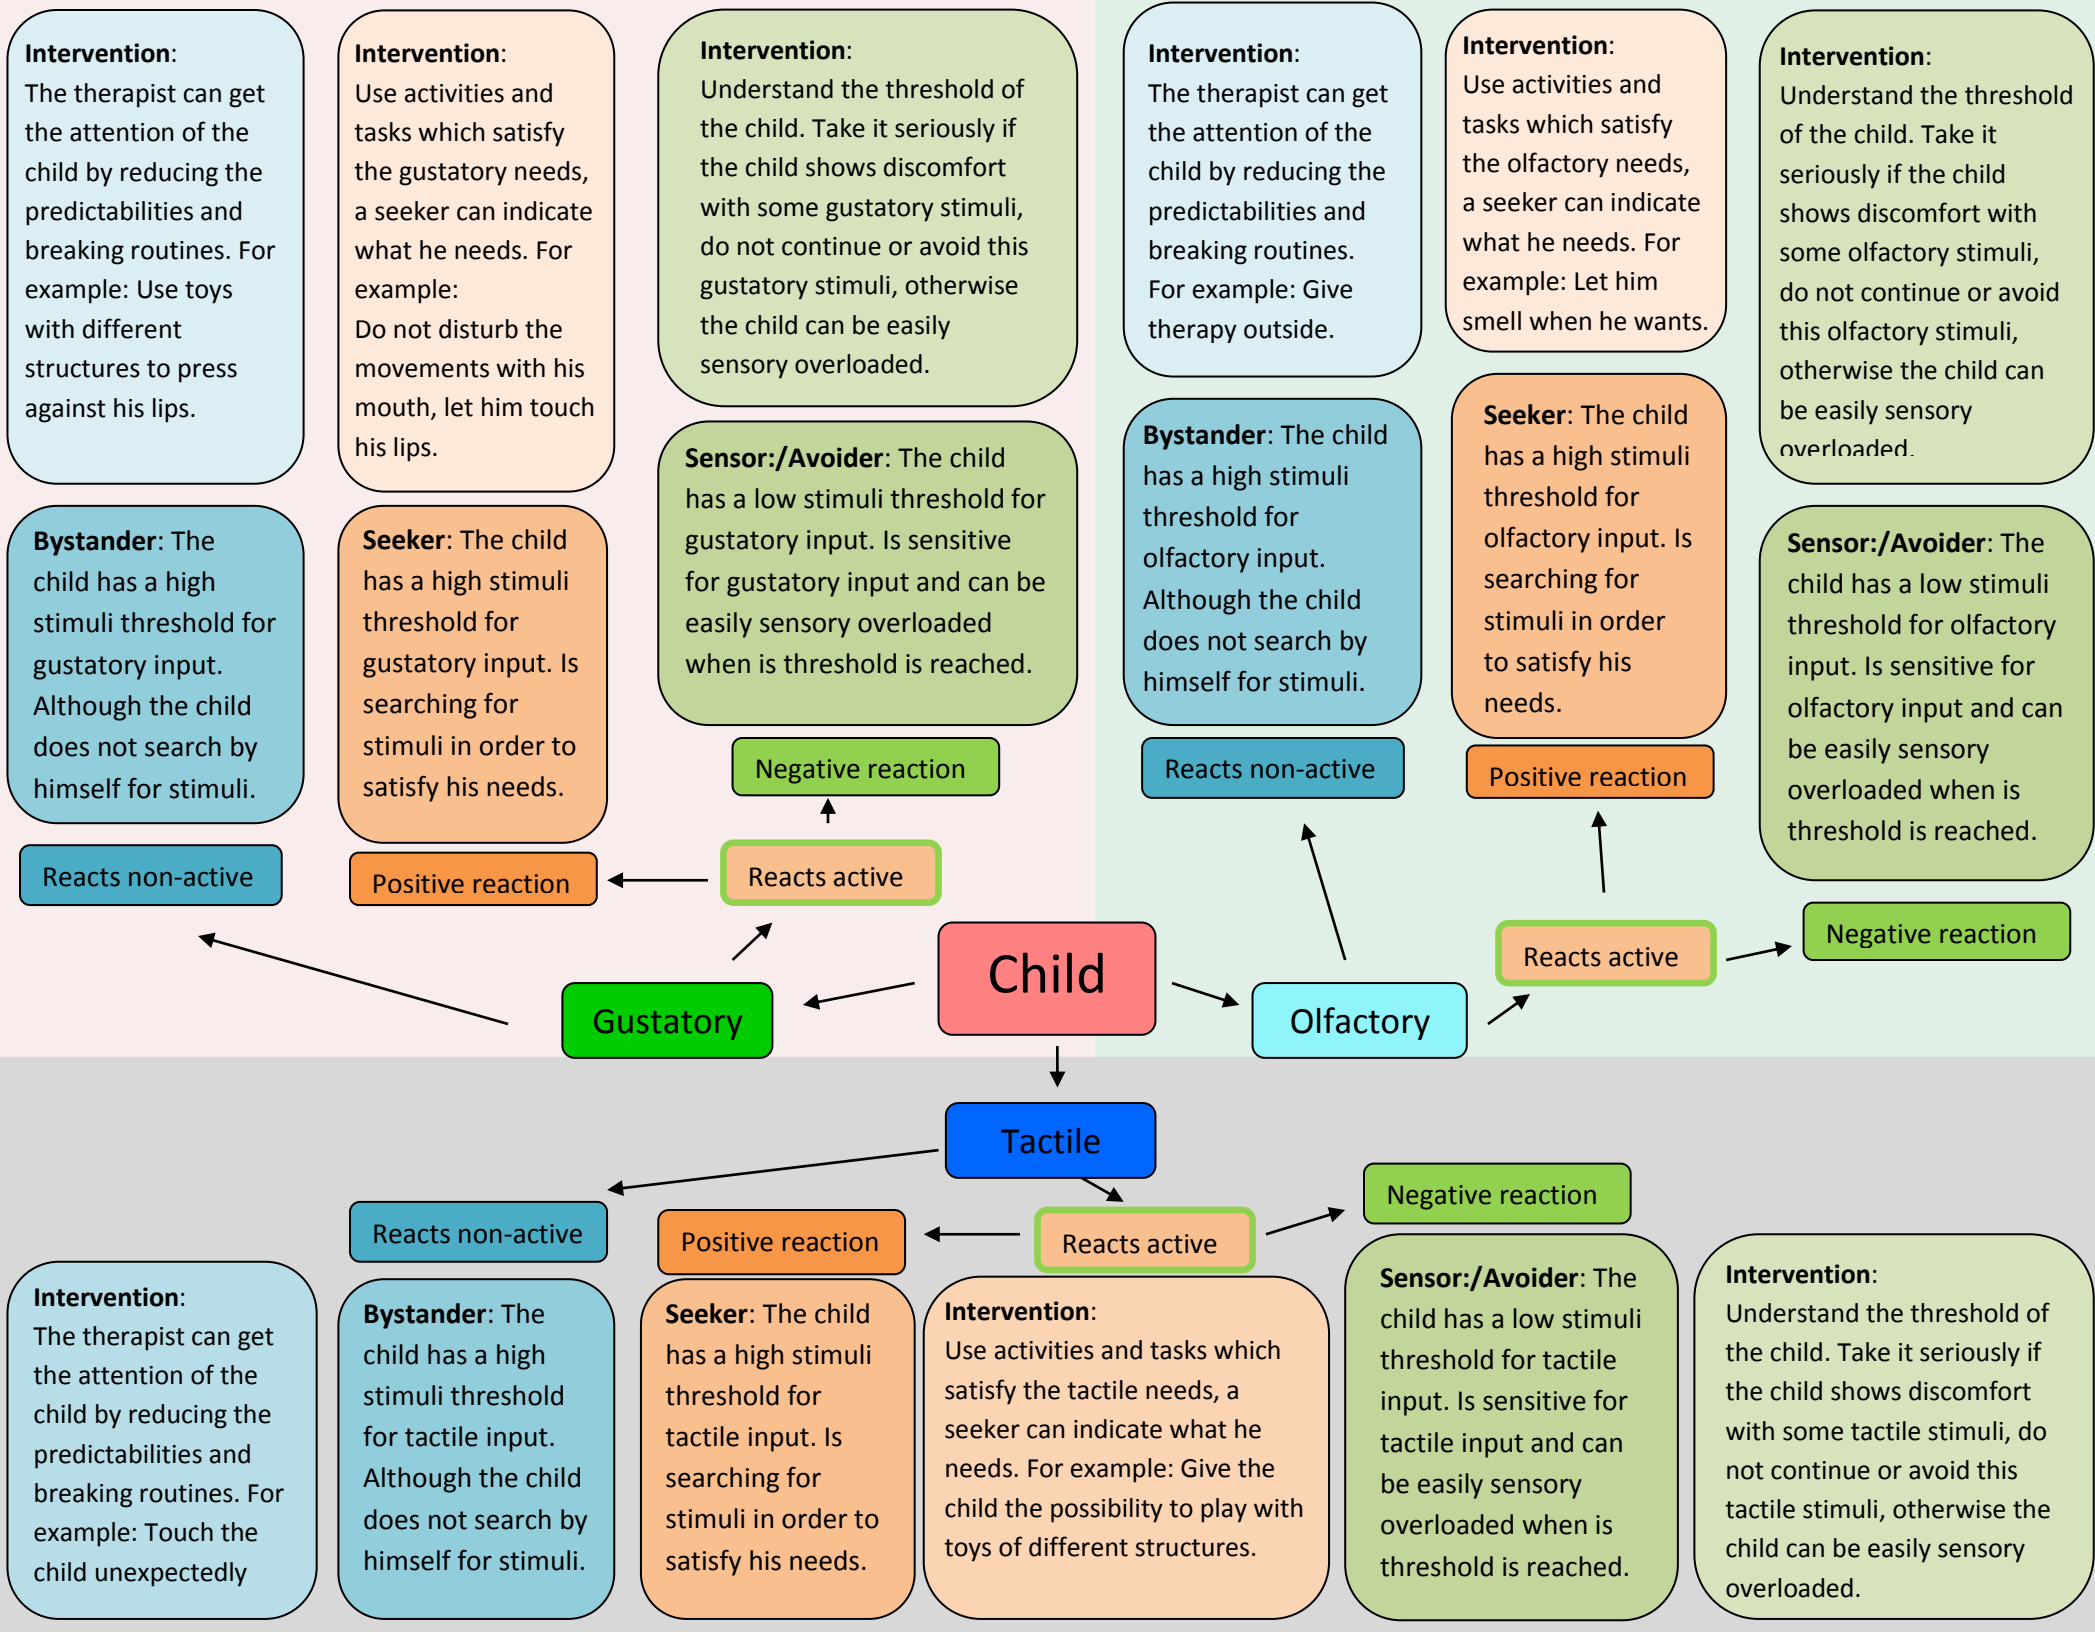 Intervention:
The therapist can get
the attention of the
child by reducing the
predictabilities and
breaking routines. For
example: Use toys
with different
structures to press
against his lips.
Intervention:
Use activities and
tasks which satisfy
the gustatory needs,
a seeker can indicate
what he needs. For
example:
Do not disturb the
movements with his
mouth, let him touch
his lips.
Intervention:
Understand the threshold of
the child. Take it seriously if
the child shows discomfort
with some gustatory stimuli,
do not continue or avoid this
gustatory stimuli, otherwise
the child can be easily
sensory overloaded.
Intervention:
The therapist can get
the attention of the
child by reducing the
predictabilities and
breaking routines.
For example: Give
therapy outside.
Intervention:
Use activities and
tasks which satisfy
the olfactory needs,
a seeker can indicate
what he needs. For
example: Let him
smell when he wants.
Intervention:
Understand the threshold
of the child. Take it
seriously if the child
shows discomfort with
some olfactory stimuli,
do not continue or avoid
this olfactory stimuli,
otherwise the child can
be easily sensory
overloaded.
Bystander: The
child has a high
stimuli threshold for
gustatory input.
Although the child
does not search by
himself for stimuli.
Seeker: The child
has a high stimuli
threshold for
gustatory input. Is
searching for
stimuli in order to
satisfy his needs.
Sensor:/Avoider: The child
has a low stimuli threshold for
gustatory input. Is sensitive
for gustatory input and can be
easily sensory overloaded
when is threshold is reached.
Bystander: The child
has a high stimuli
threshold for
olfactory input.
Although the child
does not search by
himself for stimuli.
Seeker: The child
has a high stimuli
threshold for
olfactory input. Is
searching for
stimuli in order
to satisfy his
needs.
Sensor:/Avoider: The
child has a low stimuli
threshold for olfactory
input. Is sensitive for
olfactory input and can
be easily sensory
overloaded when is
threshold is reached.
Reacts non-active
Positive reaction
Negative reaction
Reacts active
Reacts non-active
Positive reaction
Reacts active
Negative reaction
Child
Gustatory
Olfactory
Tactile
Reacts non-active
Positive reaction
Reacts active
Negative reaction
Intervention:
The therapist can get
the attention of the
child by reducing the
predictabilities and
breaking routines. For
example: Touch the
child unexpectedly
Bystander: The
child has a high
stimuli threshold
for tactile input.
Although the child
does not search by
himself for stimuli.
Seeker: The child
has a high stimuli
threshold for
tactile input. Is
searching for
stimuli in order to
satisfy his needs.
Intervention:
Use activities and tasks which
satisfy the tactile needs, a
seeker can indicate what he
needs. For example: Give the
child the possibility to play with
toys of different structures.
Sensor:/Avoider: The
child has a low stimuli
threshold for tactile
input. Is sensitive for
tactile input and can
be easily sensory
overloaded when is
threshold is reached.
Intervention:
Understand the threshold of
the child. Take it seriously if
the child shows discomfort
with some tactile stimuli, do
not continue or avoid this
tactile stimuli, otherwise the
child can be easily sensory
overloaded.